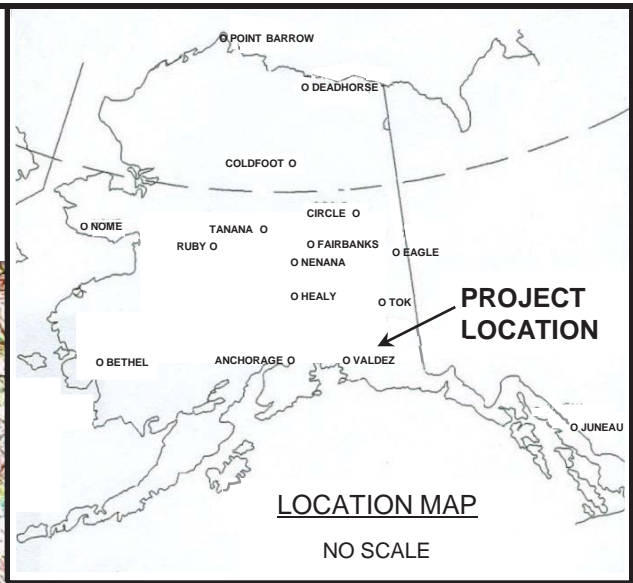 O POINT BARROW
O DEADHORSE
COLDFOOT O
CIRCLE O
O NOME
TANANA O
RUBY O
O FAIRBANKS
O EAGLE
O NENANA
O HEALY
O TOK
PROJECT
LOCATION
O BETHEL
ANCHORAGE O
O VALDEZ
O JUNEAU
LOCATION MAP
NO SCALE